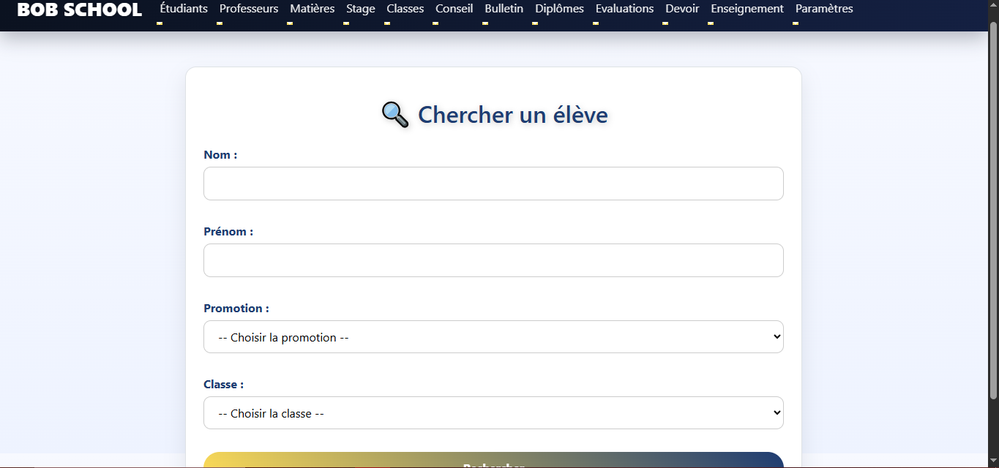 BOB SCHOOL Étudiants Professeurs Matières Stage Classes Conseil Bulletin Diplômes Evaluations Devoir Enseignement Paramètres
Chercher un élève
Nom :
Prénom :
Promotion :
-- Choisir la promotion --
Classe :
-- Choisir la classe --
Rechercher